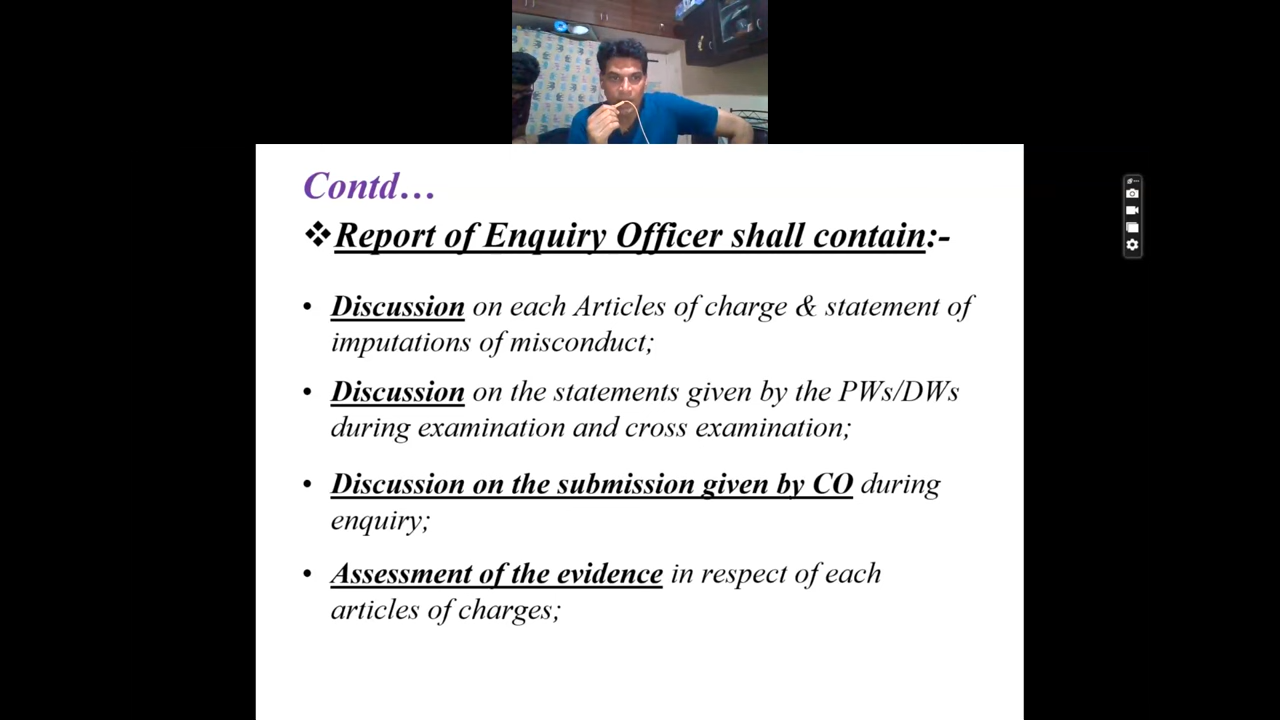 Contd…
❖Report of Enquiry Officer shall contain:-
• Discussion on each Articles of charge & statement of
imputations of misconduct;
• Discussion on the statements given by the PWs/DWs
during examination and cross examination;
• Discussion on the submission given by CO during
enquiry;
• Assessment of the evidence in respect of each
articles of charges;